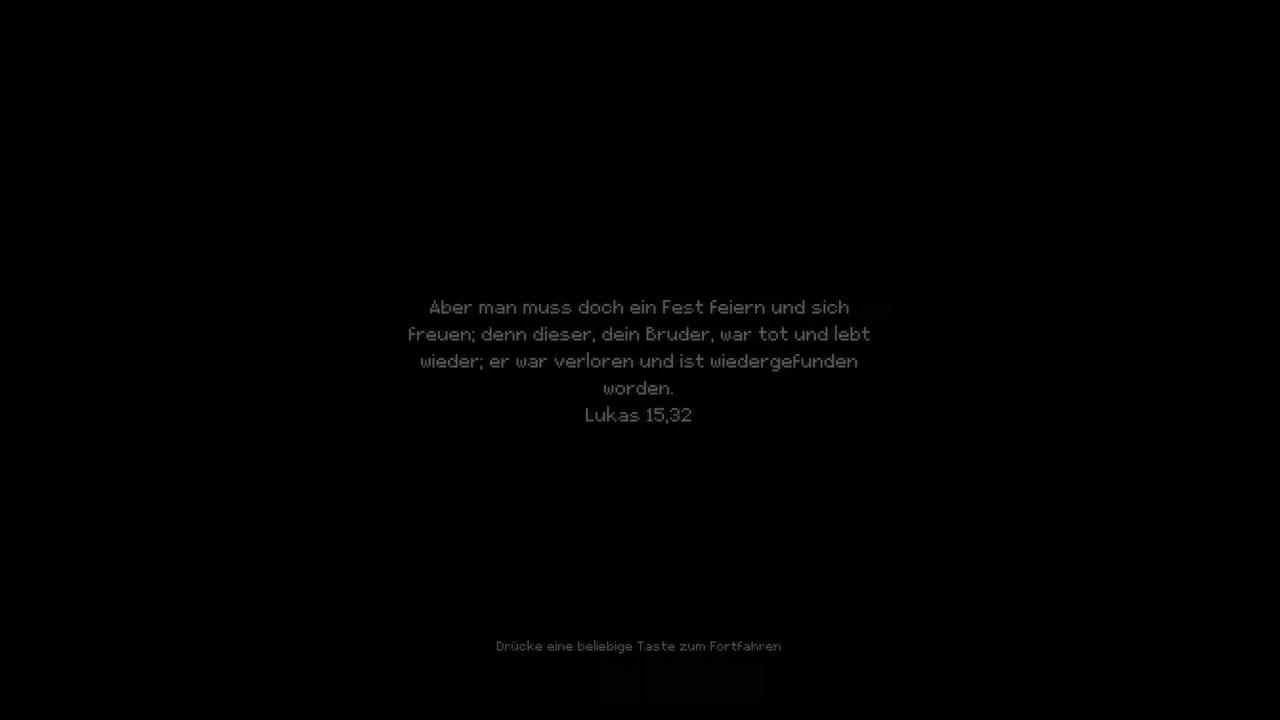 Aber man muss doch ein Fest feiern und sich
freuen; denn dieser, dein Bruder, war tot und lebt
wieder; er war verloren und ist wiedergefunden
worden.
Lukas 15,32
Drücke eine beliebige Taste zum Fortfahren